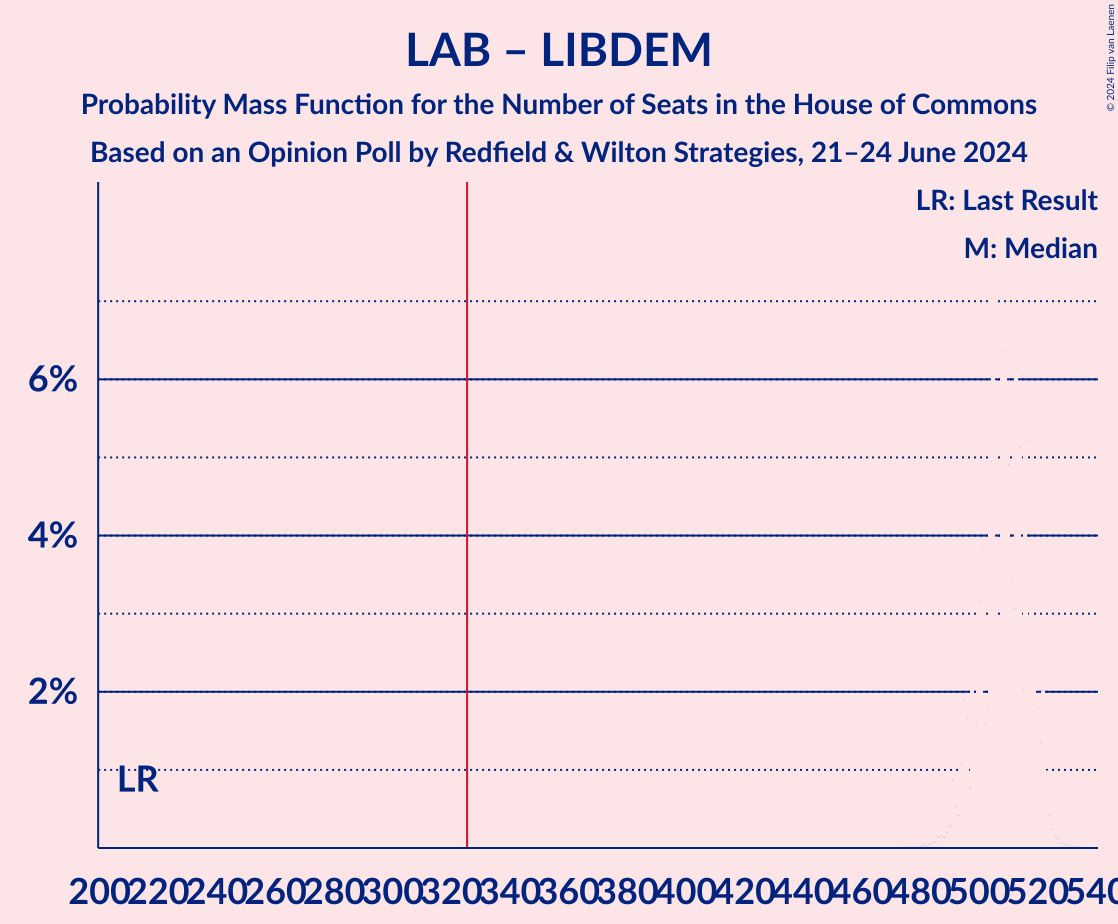 LAB – LIBDEM
Probability Mass Function for the Number of Seats in the House of Commons
Based on an Opinion Poll by Redfield & Wilton Strategies, 21–24 June 2024
© 2024 Filip van Laenen
LR: Last Result
M: Median
6%
4%
2%
LR
200 220 240 260 280 300 320 340 360 380 400 420 440 460 480 500 520 540